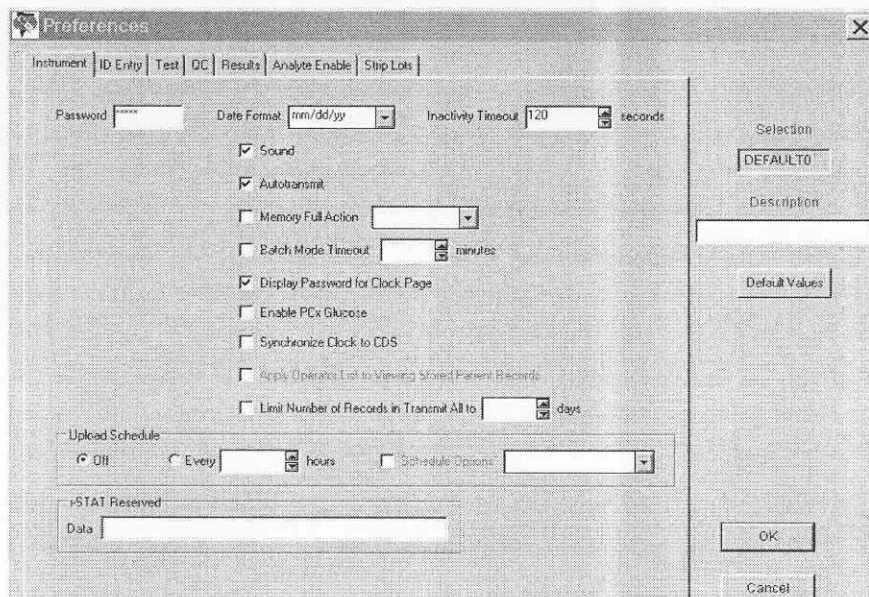 Preferences
Instrument ID Entry Test QC Results Analyte Enable Strip Lots
Password ***** Date Format mm/dd/yy Inactivity Timeout 120 seconds
Selection
Sound
DEFAULT0
Autotransmit
Description
Memory Full Action
Batch Mode Timeout minutes
Display Password for Clock Page
Default Values
Enable PCx Glucose
Synchronize Clock to CDS
Apply Operator List to Viewing Stored Patient Records
Limit Number of Records in Transmit All to days
Upload Schedule
Off Every hours Schedule Options
i-STAT Reserved
Data
OK
Cancel